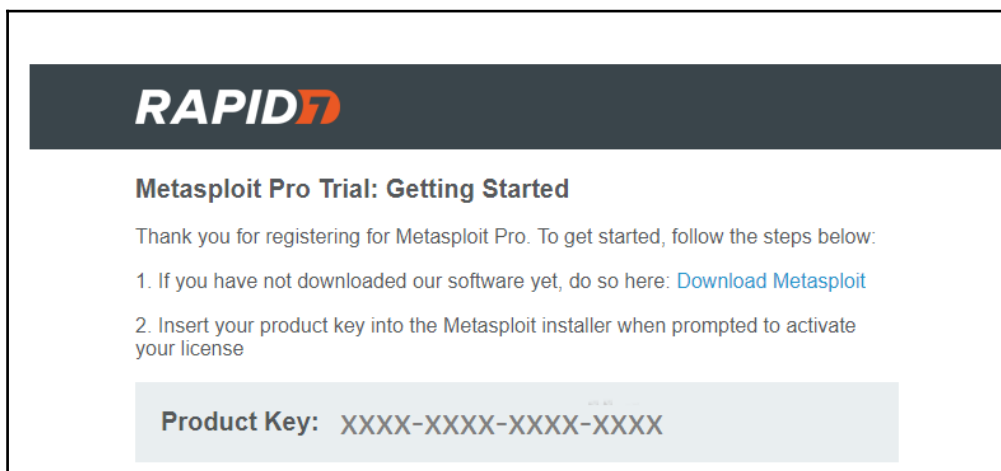 RAPID7
Metasploit Pro Trial: Getting Started
Thank you for registering for Metasploit Pro. To get started, follow the steps below:
1. If you have not downloaded our software yet, do so here: Download Metasploit
2. Insert your product key into the Metasploit installer when prompted to activate
your license
Product Key: XXXX-XXXX-XXXX-XXXX